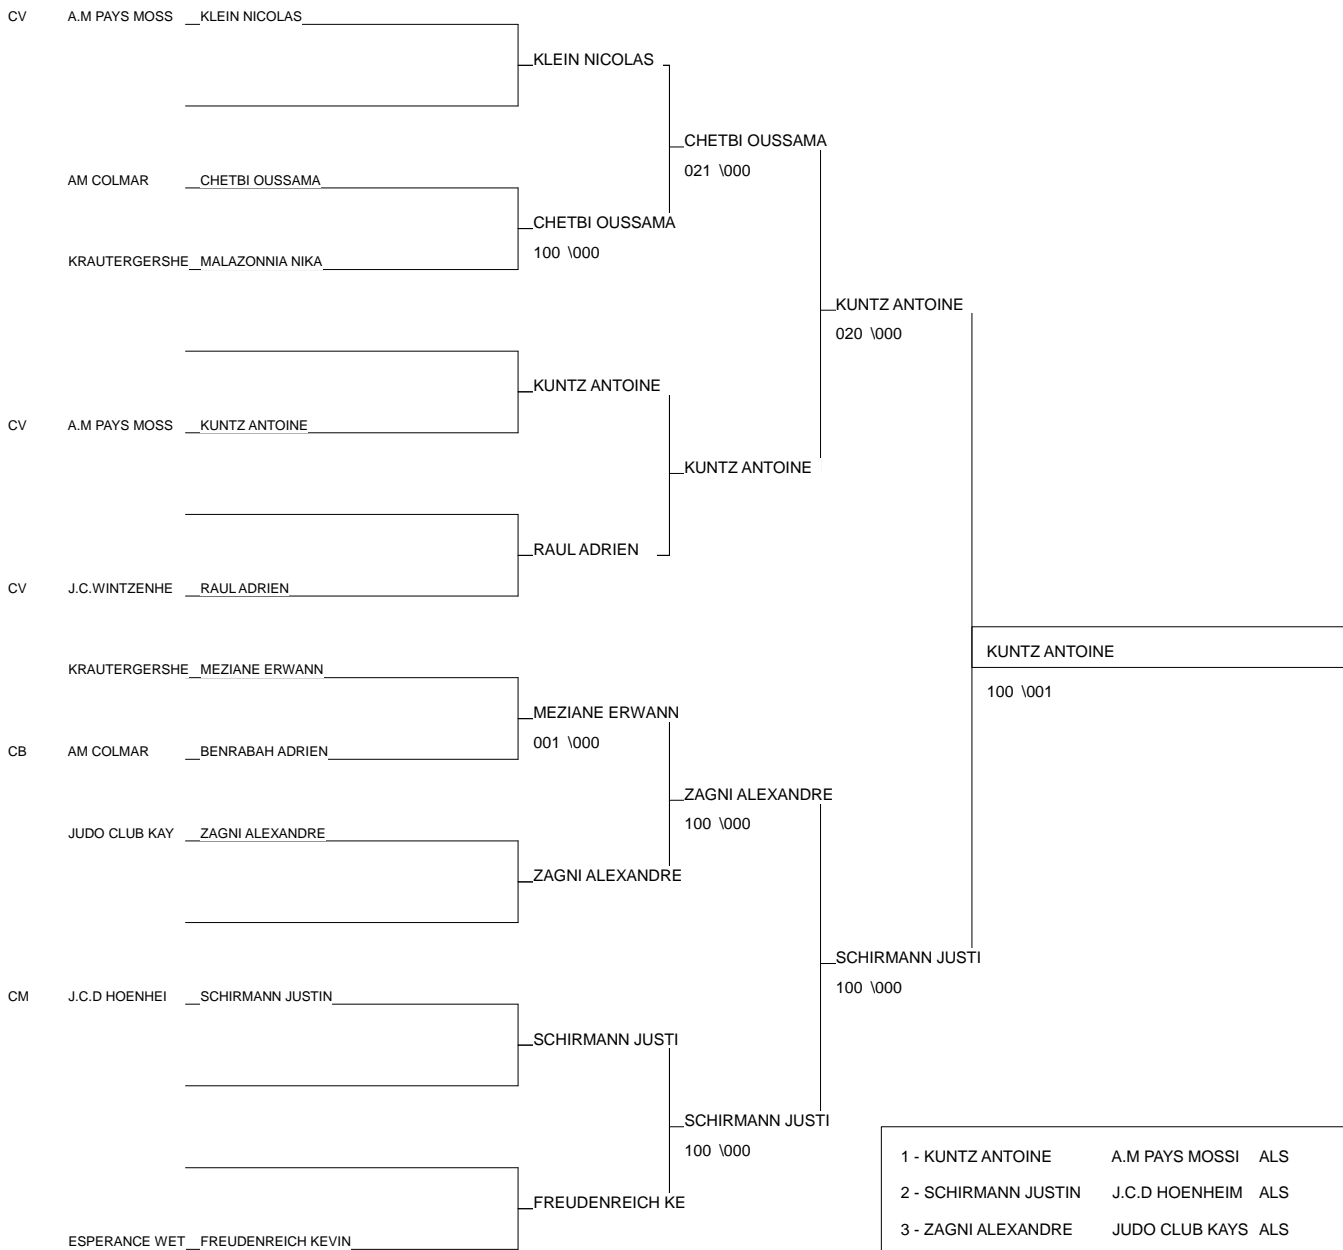 CV A.M PAYS MOSS KLEIN NICOLAS
KLEIN NICOLAS
CHETBI OUSSAMA
021 \000
AM COLMAR CHETBI OUSSAMA
CHETBI OUSSAMA
100 \000
KRAUTERGERSHE MALAZONNIA NIKA
KUNTZ ANTOINE
020 \000
KUNTZ ANTOINE
CV A.M PAYS MOSS KUNTZ ANTOINE
KUNTZ ANTOINE
RAUL ADRIEN
CV J.C.WINTZENHE RAUL ADRIEN
KUNTZ ANTOINE
100 \001
KRAUTERGERSHE MEZIANE ERWANN
MEZIANE ERWANN
001 \000
CB AM COLMAR BENRABAH ADRIEN
ZAGNI ALEXANDRE
100 \000
JUDO CLUB KAY ZAGNI ALEXANDRE
ZAGNI ALEXANDRE
SCHIRMANN JUSTI
100 \000
CM J.C.D HOENHEI SCHIRMANN JUSTIN
SCHIRMANN JUSTI
SCHIRMANN JUSTI
100 \000
FREUDENREICH KE
ESPERANCE WET FREUDENREICH KEVIN
1 - KUNTZ ANTOINE A.M PAYS MOSSI ALS
2 - SCHIRMANN JUSTIN J.C.D HOENHEIM ALS
3 - ZAGNI ALEXANDRE JUDO CLUB KAYS ALS